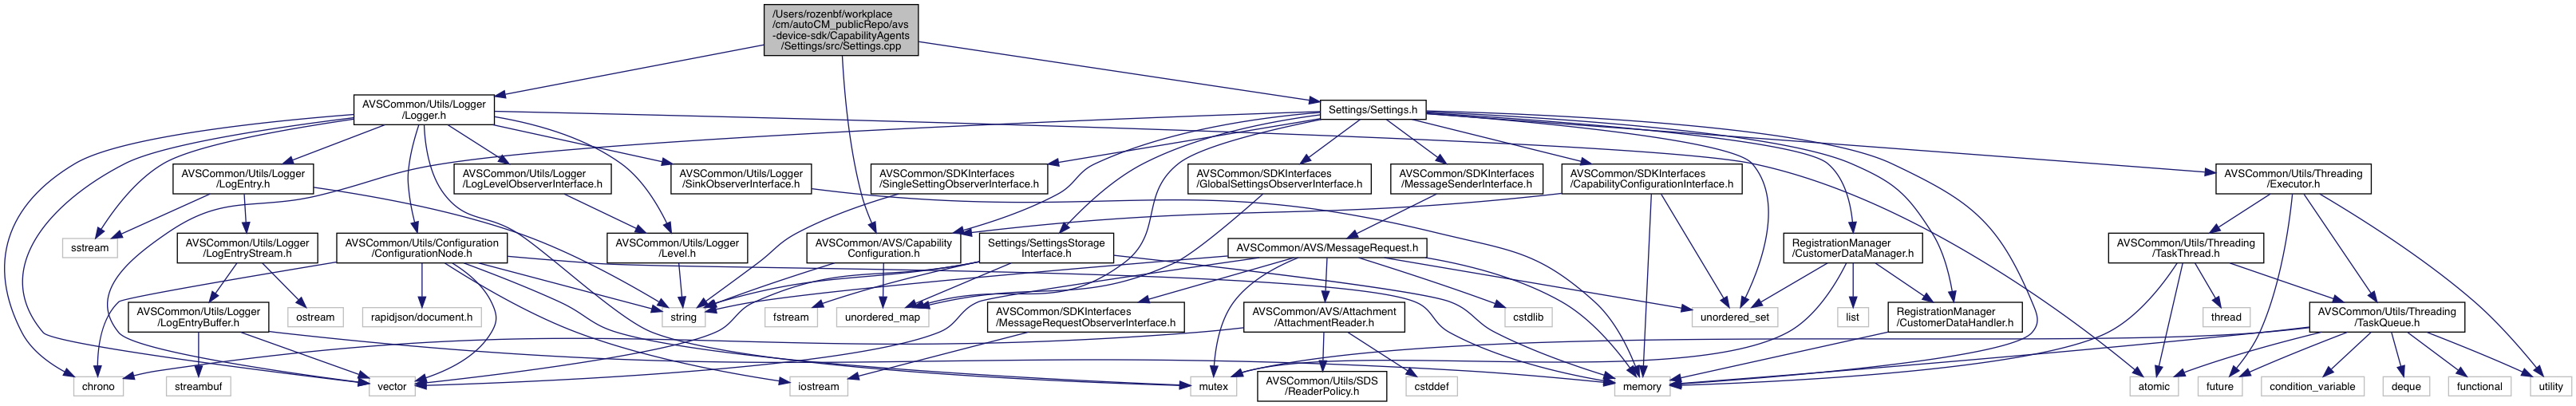 /Users/rozenbf/workplace
/cm/autoCM_publicRepo/avs
-device-sdk/CapabilityAgents
/Settings/src/Settings.cpp
AVSCommon/Utils/Logger
/Logger.h
Settings/Settings.h
AVSCommon/Utils/Logger
/LogEntry.h
AVSCommon/Utils/Logger
/LogLevelObserverInterface.h
AVSCommon/Utils/Logger
/SinkObserverInterface.h
AVSCommon/SDKInterfaces
/SingleSettingObserverInterface.h
AVSCommon/SDKInterfaces
/GlobalSettingsObserverInterface.h
AVSCommon/SDKInterfaces
/MessageSenderInterface.h
AVSCommon/SDKInterfaces
/CapabilityConfigurationInterface.h
AVSCommon/Utils/Threading
/Executor.h
sstream
AVSCommon/Utils/Logger
/LogEntryStream.h
AVSCommon/Utils/Configuration
/ConfigurationNode.h
AVSCommon/Utils/Logger
/Level.h
AVSCommon/AVS/Capability
Configuration.h
Settings/SettingsStorage
Interface.h
AVSCommon/AVS/MessageRequest.h
RegistrationManager
/CustomerDataManager.h
AVSCommon/Utils/Threading
/TaskThread.h
AVSCommon/Utils/Logger
/LogEntryBuffer.h
ostream
rapidjson/document.h
string
fstream
unordered_map
AVSCommon/SDKInterfaces
/MessageRequestObserverInterface.h
AVSCommon/AVS/Attachment
/AttachmentReader.h
cstdlib
unordered_set
list
RegistrationManager
/CustomerDataHandler.h
thread
AVSCommon/Utils/Threading
/TaskQueue.h
chrono
streambuf
vector
iostream
mutex
AVSCommon/Utils/SDS
/ReaderPolicy.h
cstddef
memory
atomic
future
condition_variable
deque
functional
utility